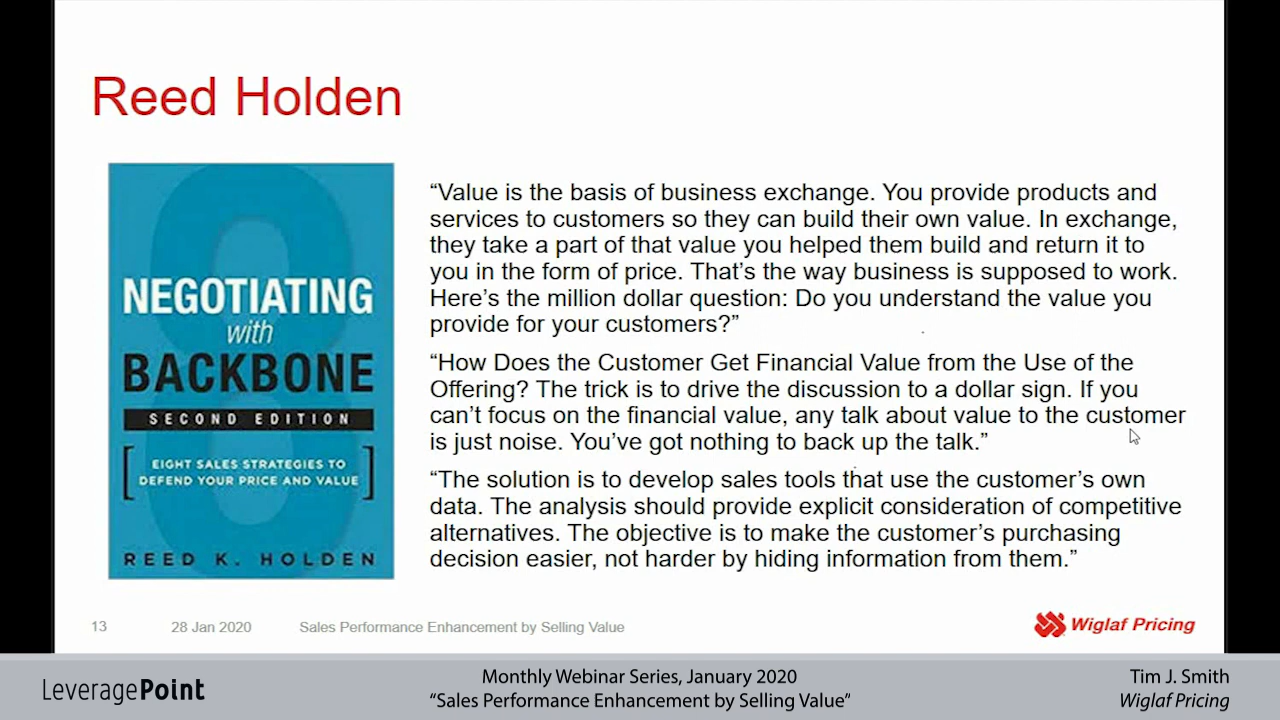 Reed Holden
NEGOTIATING
with
BACKBONE
SECOND EDITION
EIGHT SALES STRATEGIES TO
DEFEND YOUR PRICE AND VALUE
REED K. HOLDEN
“Value is the basis of business exchange. You provide products and
services to customers so they can build their own value. In exchange,
they take a part of that value you helped them build and return it to
you in the form of price. That’s the way business is supposed to work.
Here’s the million dollar question: Do you understand the value you
provide for your customers?”
“How Does the Customer Get Financial Value from the Use of the
Offering? The trick is to drive the discussion to a dollar sign. If you
can’t focus on the financial value, any talk about value to the customer
is just noise. You’ve got nothing to back up the talk.”
“The solution is to develop sales tools that use the customer’s own
data. The analysis should provide explicit consideration of competitive
alternatives. The objective is to make the customer’s purchasing
decision easier, not harder by hiding information from them.”
13 28 Jan 2020 Sales Performance Enhancement by Selling Value
Wiglaf Pricing
LeveragePoint
Monthly Webinar Series, January 2020
“Sales Performance Enhancement by Selling Value”
Tim J. Smith
Wiglaf Pricing